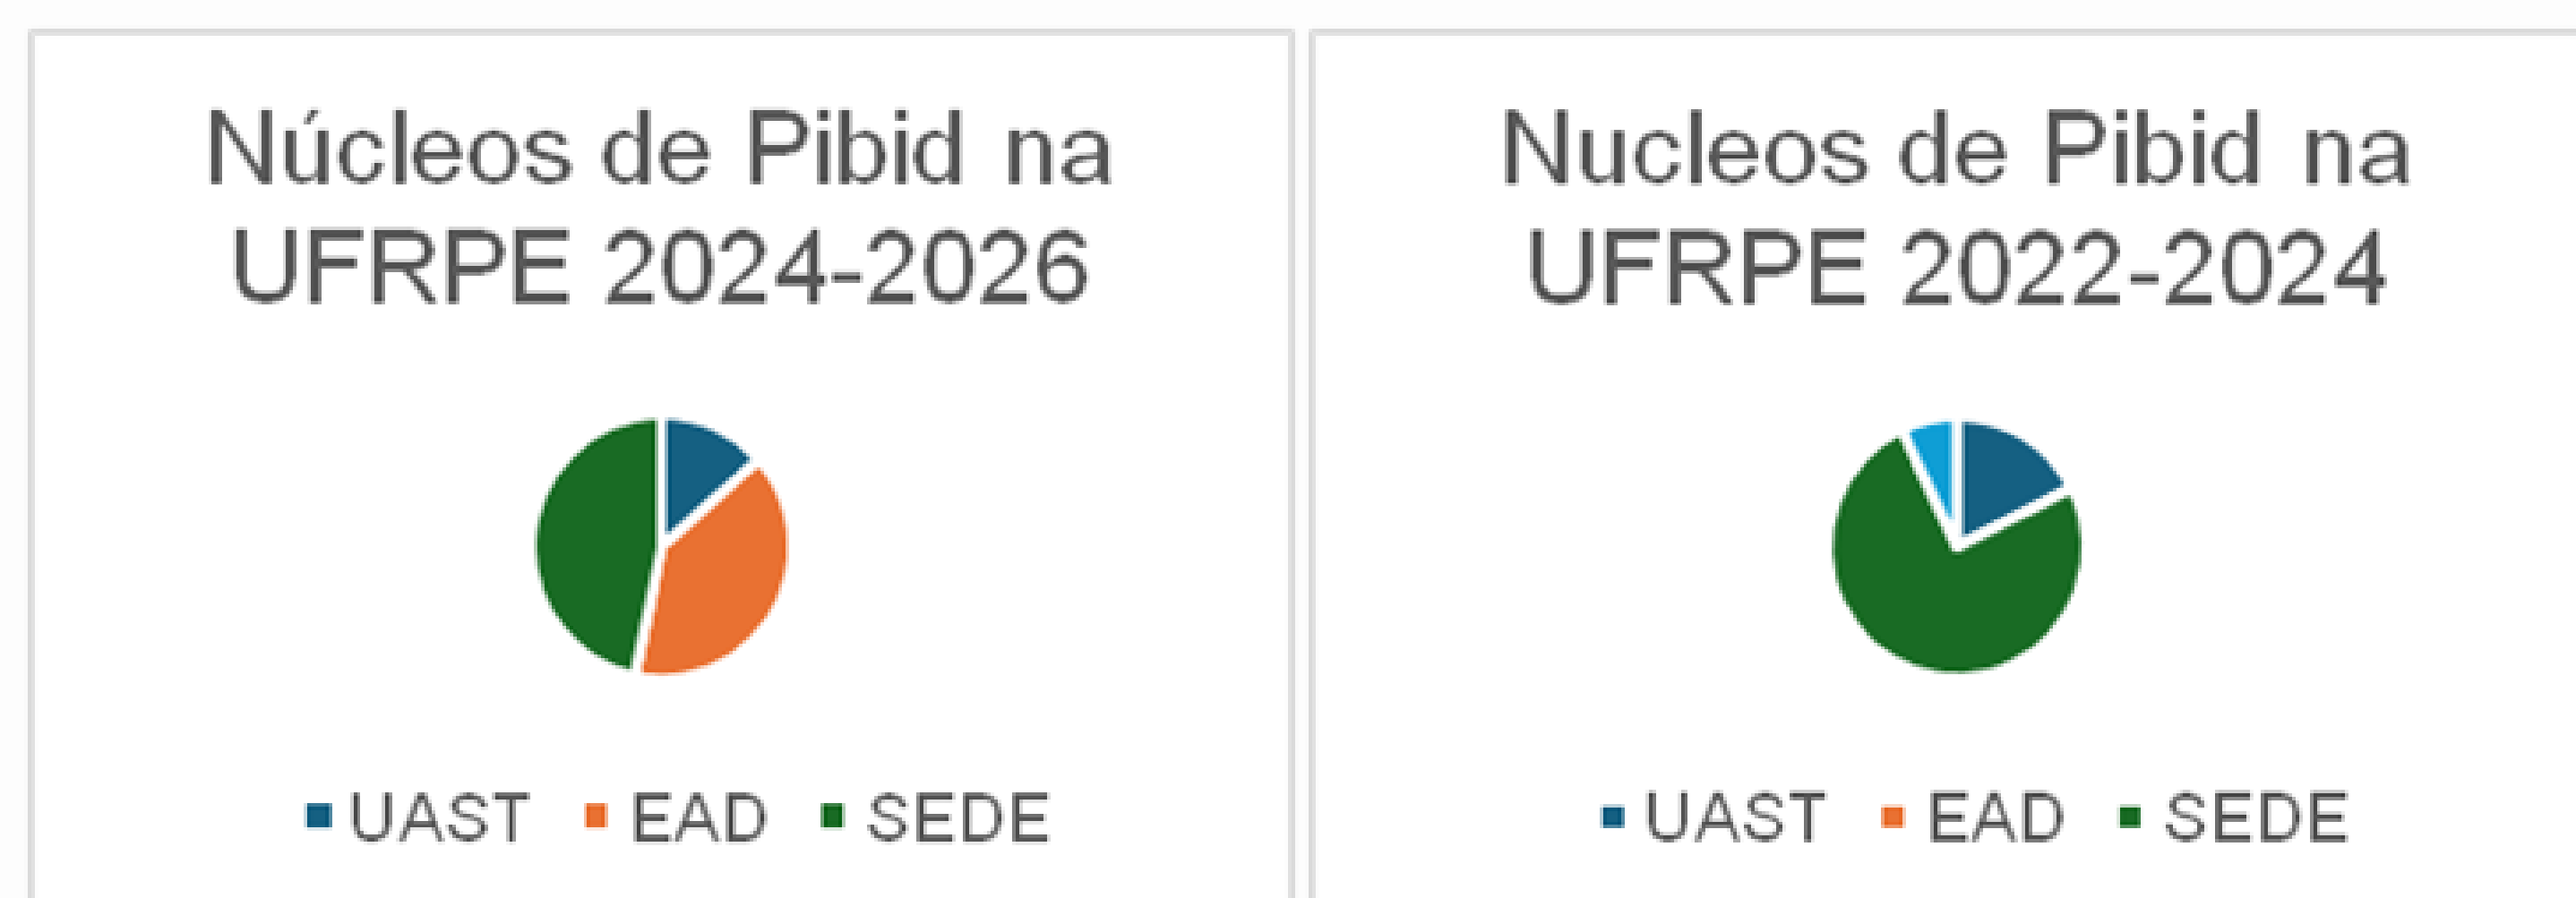 Núcleos de Pibid na
UFRPE 2024-2026
UAST EAD SEDE
Nucleos de Pibid na
UFRPE 2022-2024
UAST EAD SEDE